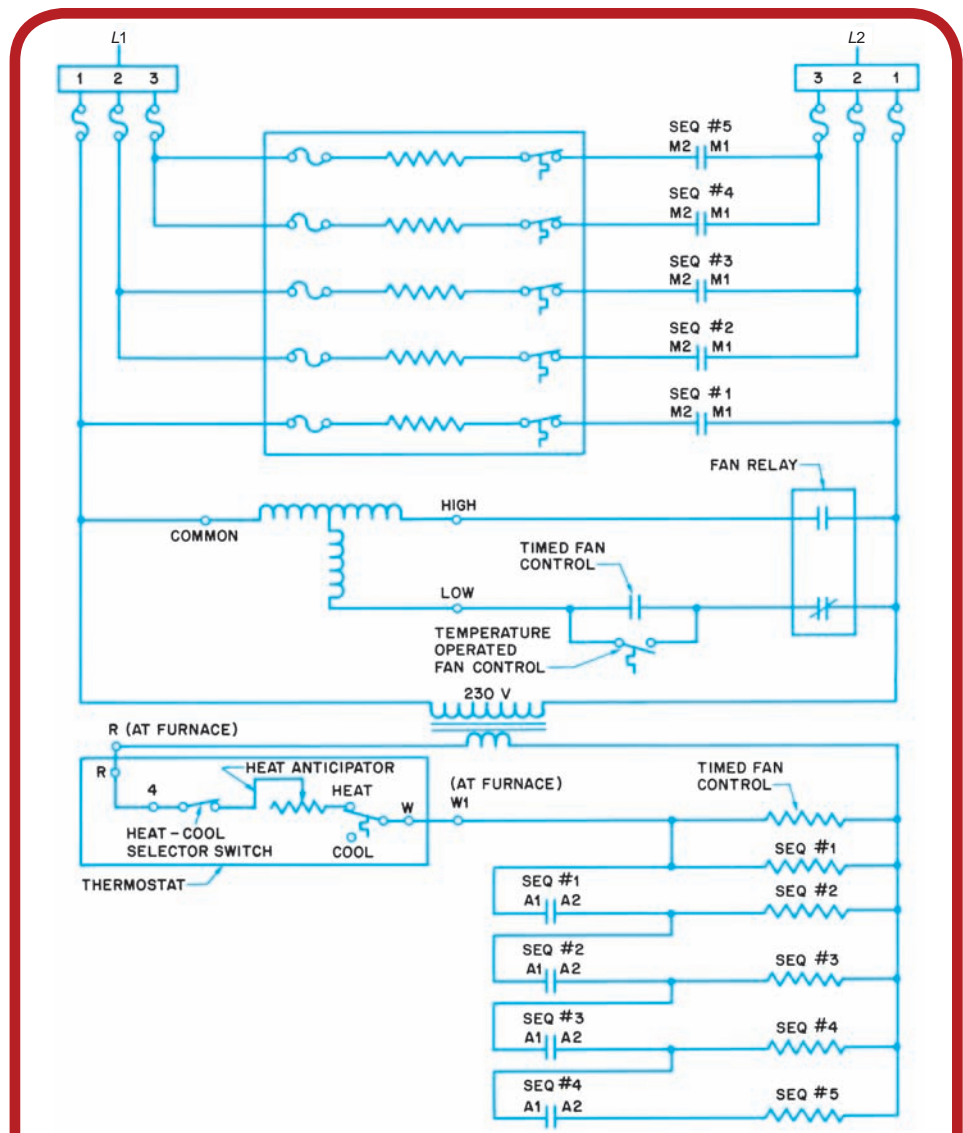 L1
L2
1 2 3
3 2 1
SEQ #5
M2 M1
SEQ #4
M2 M1
SEQ #3
M2 M1
SEQ #2
M2 M1
SEQ #1
M2 M1
FAN RELAY
COMMON
HIGH
TIMED FAN
CONTROL
LOW
TEMPERATURE
OPERATED
FAN CONTROL
230 V
R (AT FURNACE)
R
HEAT ANTICIPATOR
4
HEAT
W
COOL
HEAT-COOL
SELECTOR SWITCH
THERMOSTAT
(AT FURNACE)
W1
TIMED FAN
CONTROL
SEQ #1
SEQ #1
A1 A2
SEQ #2
SEQ #2
A1 A2
SEQ #3
SEQ #3
A1 A2
SEQ #4
SEQ #4
A1 A2
SEQ #5